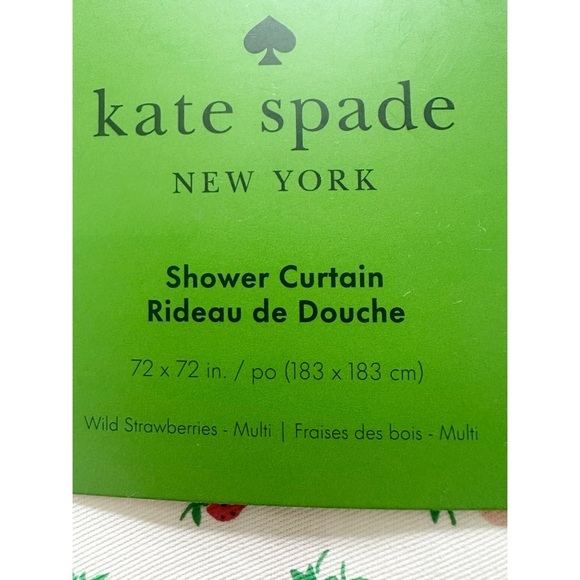 kate spade
NEW YORK
Shower Curtain
Rideau de Douche
72 x 72 in. / po (183 x 183 cm)
Wild Strawberries - Multi | Fraises des bois - Multi